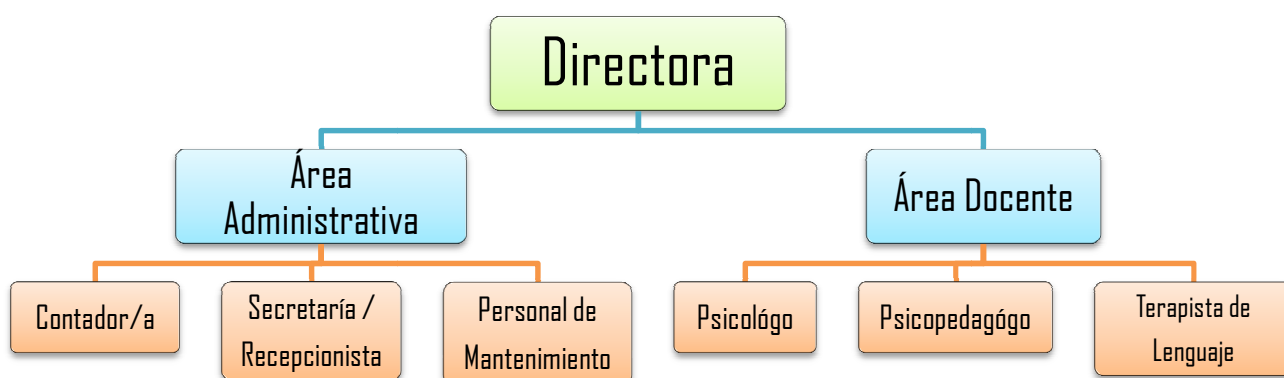 Directora
Área
Administrativa
Área Docente
Contador/a
Secretaría /
Recepcionista
Personal de
Mantenimiento
Psicológo
Psicopedagógo
Terapista de
Lenguaje